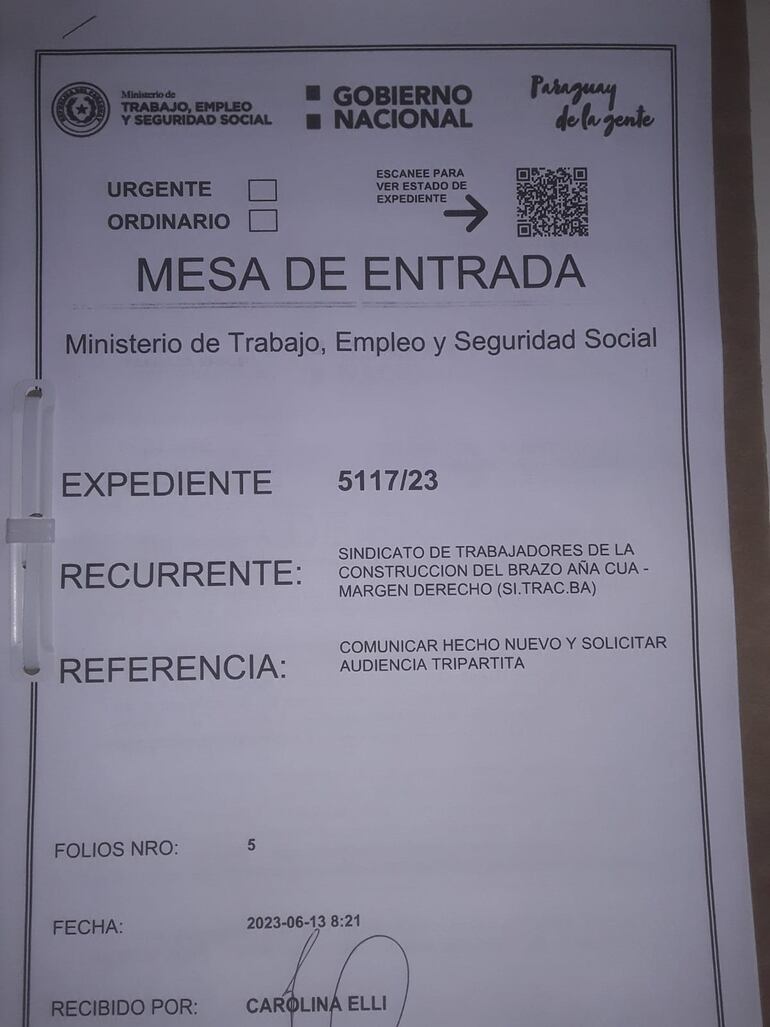 Ministerio de
TRABAJO, EMPLEO
Y SEGURIDAD SOCIAL
GOBIERNO
NACIONAL
Paraguay
de la gente
URGENTE
ORDINARIO
ESCANEE PARA
VER ESTADO DE
EXPEDIENTE
MESA DE ENTRADA
Ministerio de Trabajo, Empleo y Seguridad Social
EXPEDIENTE 5117/23
RECURRENTE: SINDICATO DE TRABAJADORES DE LA
CONSTRUCCION DEL BRAZO AÑA CUA -
MARGEN DERECHO (SI.TRAC.BA)
REFERENCIA: COMUNICAR HECHO NUEVO Y SOLICITAR
AUDIENCIA TRIPARTITA
FOLIOS NRO: 5
FECHA: 2023-06-13 8:21
RECIBIDO POR: CAROLINA ELLI